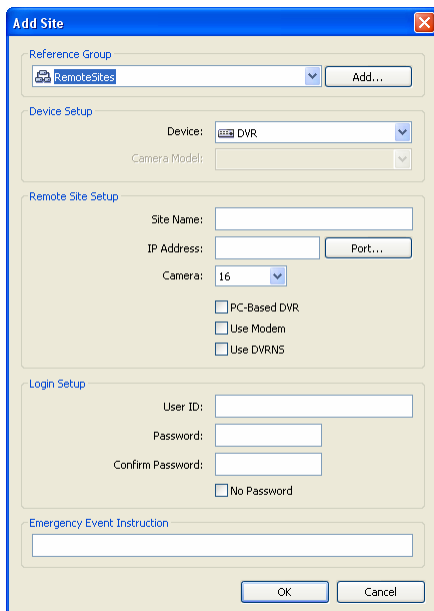 Add Site
Reference Group
RemoteSites
Add...
Device Setup
Device: DVR
Camera Model:
Remote Site Setup
Site Name:
IP Address: Port...
Camera: 16
PC-Based DVR
Use Modem
Use DVRNS
Login Setup
User ID:
Password:
Confirm Password:
No Password
Emergency Event Instruction
OK Cancel